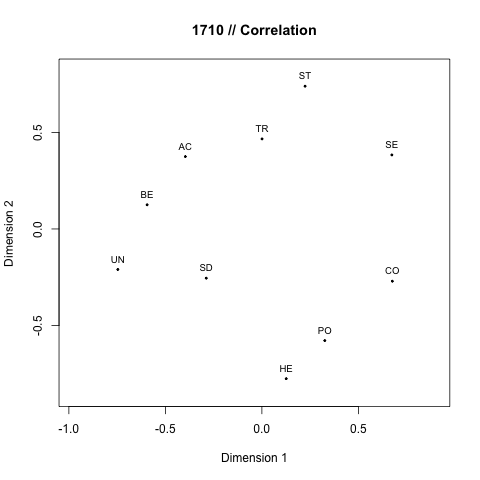 1710 // Correlation
ST
TR
AC
SE
BE
UN
SD
CO
PO
HE
0.5
0.0
-0.5
Dimension 2
-1.0 -0.5 0.0 0.5
Dimension 1